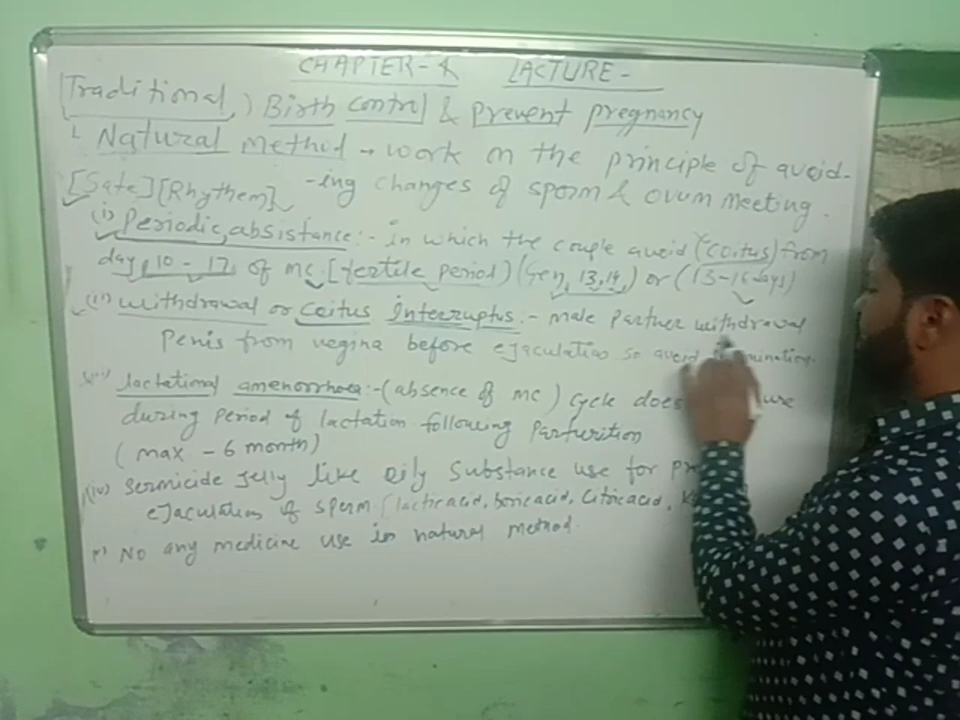 CHAPTER-4 LACTURE-
(Traditional) Birth control & prevent pregnancy
Natural method → work on the principle of avoid-
[Safe][Rhythem] -ing changes of sperm & ovum meeting.
(i) Periodic, absistance:- in which the couple avoid (coitus) from
day, 10-17, of mc. [fertile period) (Gen, 13,14,) or (13-16 days)
(ii) withdrawal or coitus interruptus:- male partner withdrawal
Penis from vegina before ejaculation so avoid
lactational amenorrhoea:- (absence of mc) cycle does
during period of lactation following Parturition
(max - 6 month)
(iv) sermicide Jelly like oily substance use for
ejaculation of sperm (lactic acid, boric acid, Citric acid,
v) No any medicine use in natural method.